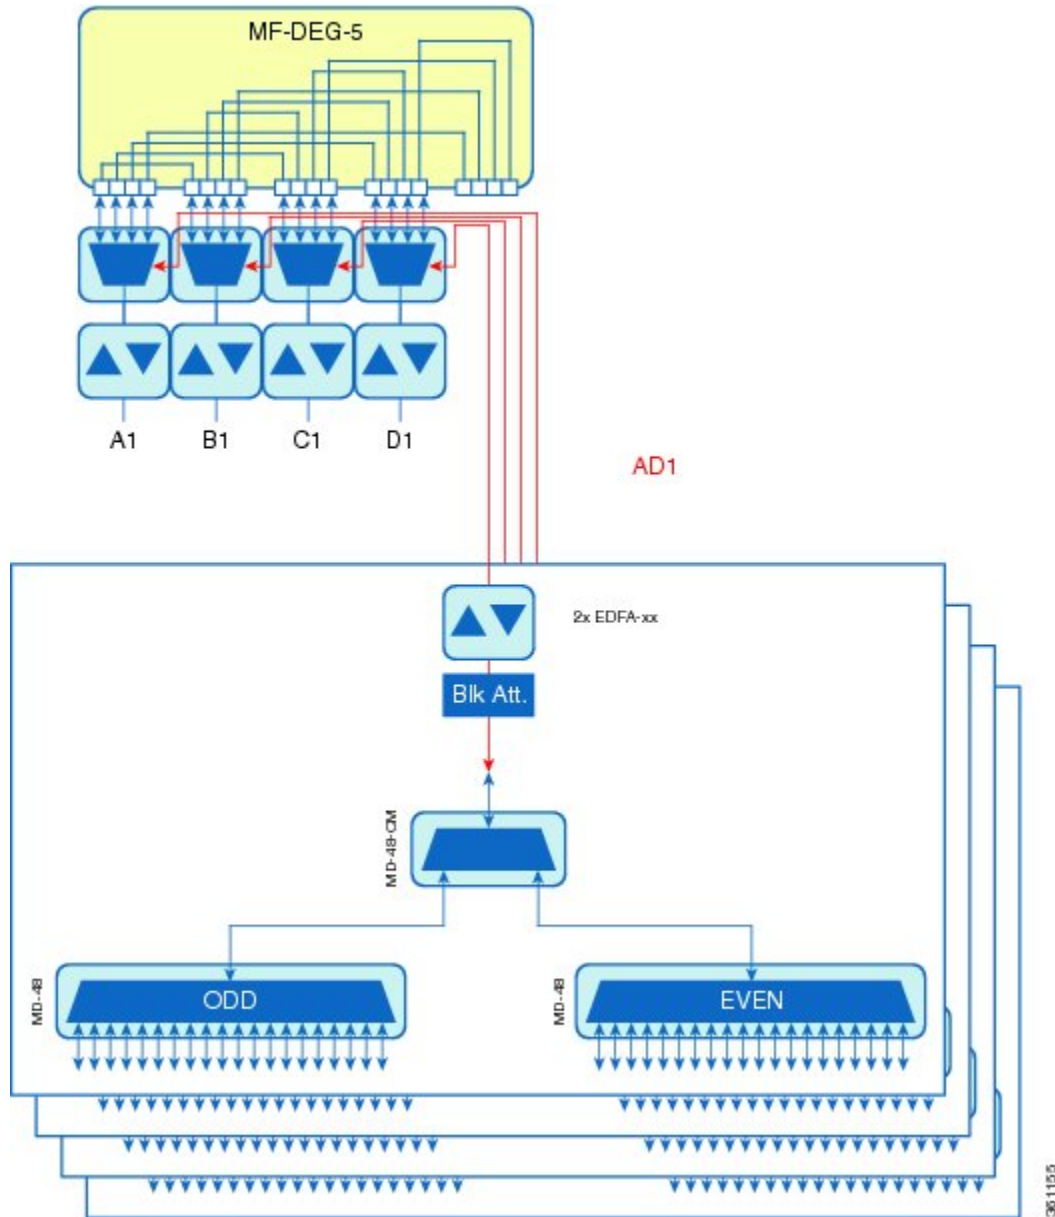 MF-DEG-5
A1
B1
C1
D1
AD1
2x EDFA-xx
Blk Att.
MD-48-CM
MD-48
ODD
MD-48
EVEN
351155